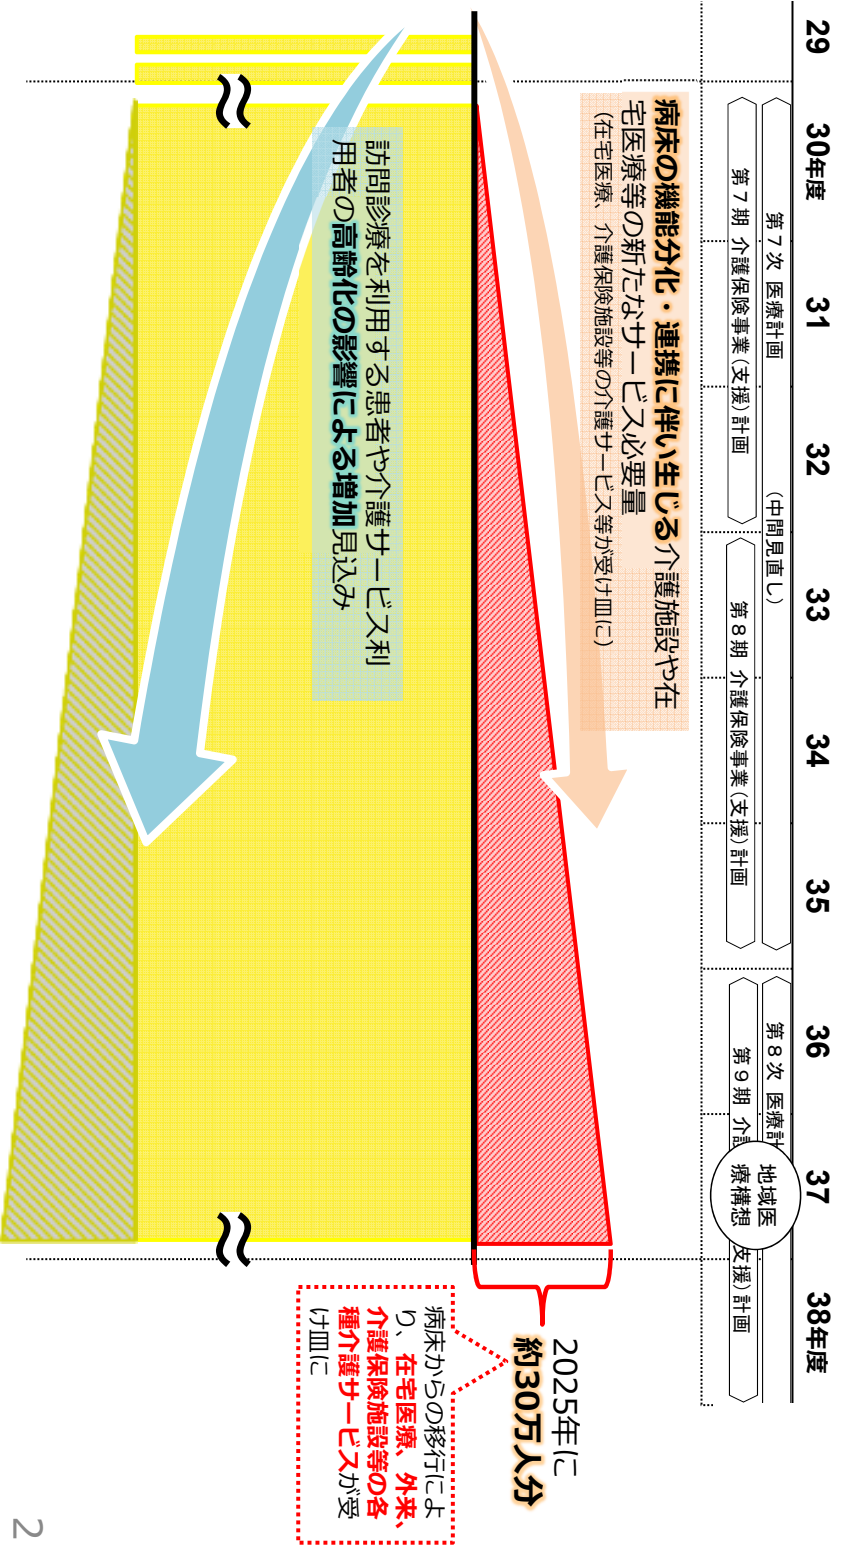 29
30年度
31
32
33
34
35
36
37
38年度
第7次 医療計画
(中間見直し)
第8次 医療計
第7期 介護保険事業(支援)計画
第8期 介護保険事業(支援)計画
第9期 介護
支援)計画
地域医
療構想
病床の機能分化・連携に伴い生じる介護施設や在
宅医療等の新たなサービス必要量
(在宅医療、介護保険施設等の介護サービス等が受け皿に)
訪問診療を利用する患者や介護サービス利
用者の高齢化の影響による増加見込み
2025年に
約30万人分
病床からの移行によ
り、在宅医療、外来、
介護保険施設等の各
種介護サービスが受
け皿に
2